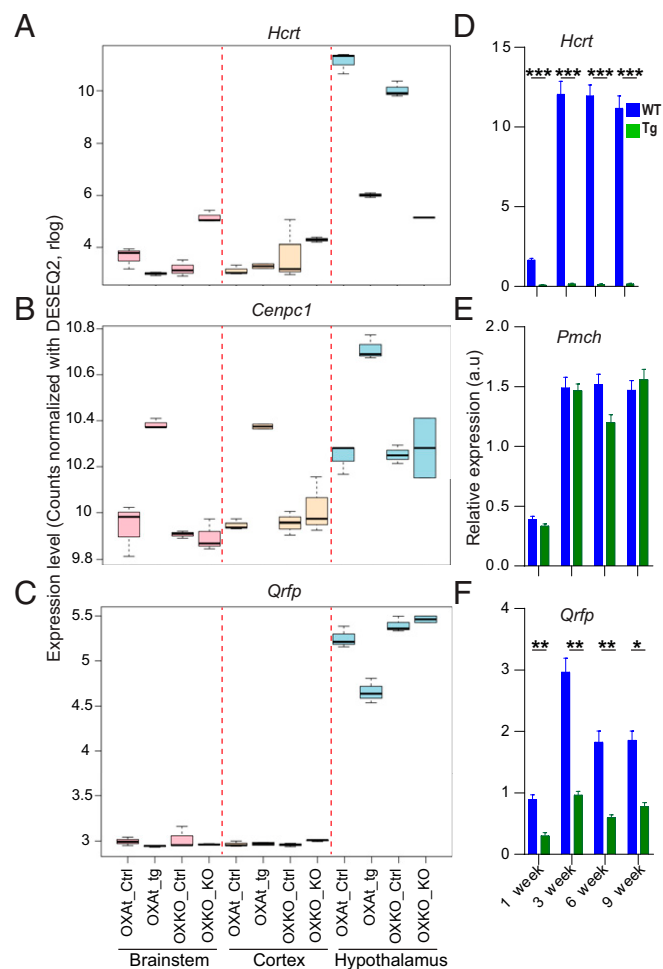 A
Hcrt
10
8
6
4
B
Cenpc1
10.8
10.6
10.4
10.2
10
9.8
C
Qrfp
5.5
5
4.5
4
3.5
3
Expression level (Counts normalized with DESEQ2, rlog)
OXAt_Ctrl
OXAt_tg
OXKO_Ctrl
OXKO_KO
OXAt_Ctrl
OXAt_tg
OXKO_Ctrl
OXKO_KO
OXAt_Ctrl
OXAt_tg
OXKO_Ctrl
OXKO_KO
Brainstem
Cortex
Hypothalamus
D
Hcrt
15
10
5
0
*** *** *** ***
WT
Tg
E
Pmch
2.0
1.5
1.0
0.5
0.0
Relative expression (a.u)
F
Qrfp
4
3
2
1
0
** ** ** *
1 week
3 week
6 week
9 week